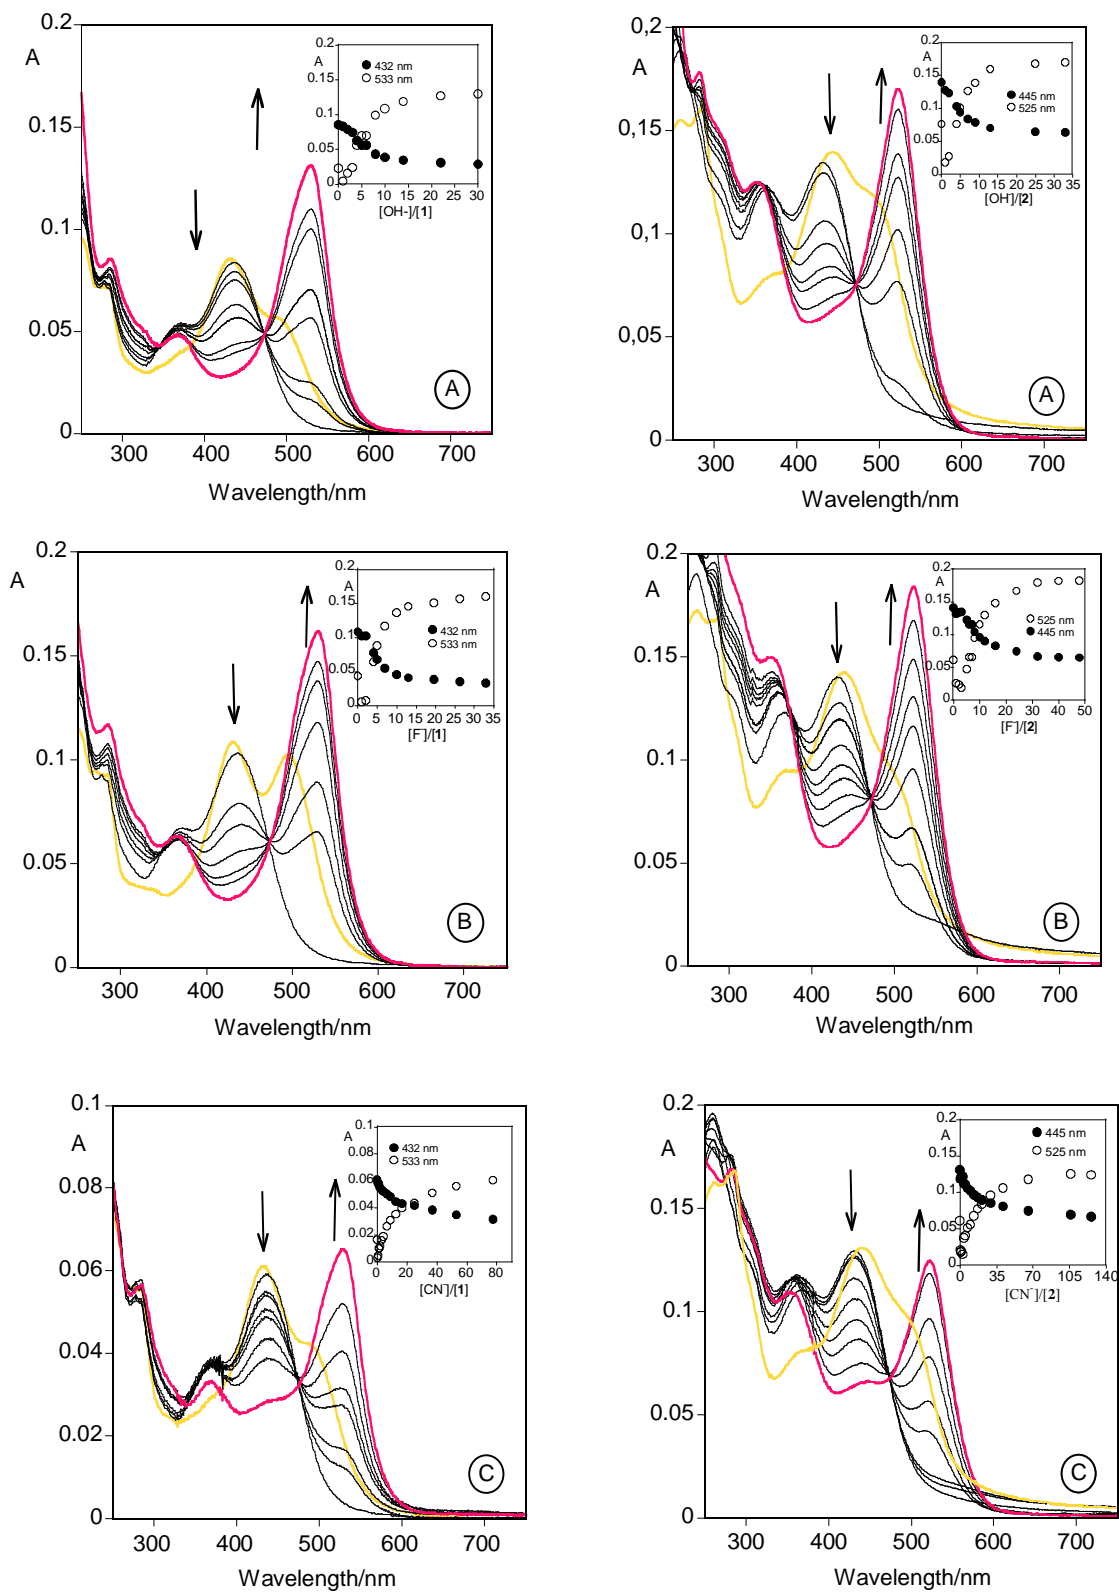 0.2
A
0.15
0.1
0.05
0
300 400 500 600 700
Wavelength/nm
A
0.2
A
0.15
0.1
0.05
0
432 nm
533 nm
0 5 10 15 20 25 30
[OH-]/[1]
0,2
A
0,15
0,1
0,05
0
300 400 500 600 700
Wavelength/nm
A
0.2
A
0.15
0.1
0.05
0
445 nm
525 nm
0 5 10 15 20 25 30 35
[OH-]/[2]
0.2
A
0.15
0.1
0.05
0
300 400 500 600 700
Wavelength/nm
B
0.2
A
0.15
0.1
0.05
0
432 nm
533 nm
0 5 10 15 20 25 33
[F-]/[1]
0.2
A
0.15
0.1
0.05
0
300 400 500 600 700
Wavelength/nm
B
0.2
A
0.15
0.1
0.05
0
525 nm
445 nm
0 10 20 30 40 50
[F-]/[2]
0.1
A
0.08
0.06
0.04
0.02
0
300 400 500 600 700
Wavelength/nm
C
0.1
A
0.08
0.06
0.04
0.02
0
432 nm
533 nm
0 20 40 60 80
[CN-]/[1]
0.2
A
0.15
0.1
0.05
0
300 400 500 600 700
Wavelength/nm
C
0.2
A
0.15
0.1
0.05
0
445 nm
525 nm
0 35 70 105 140
[CN-]/[2]